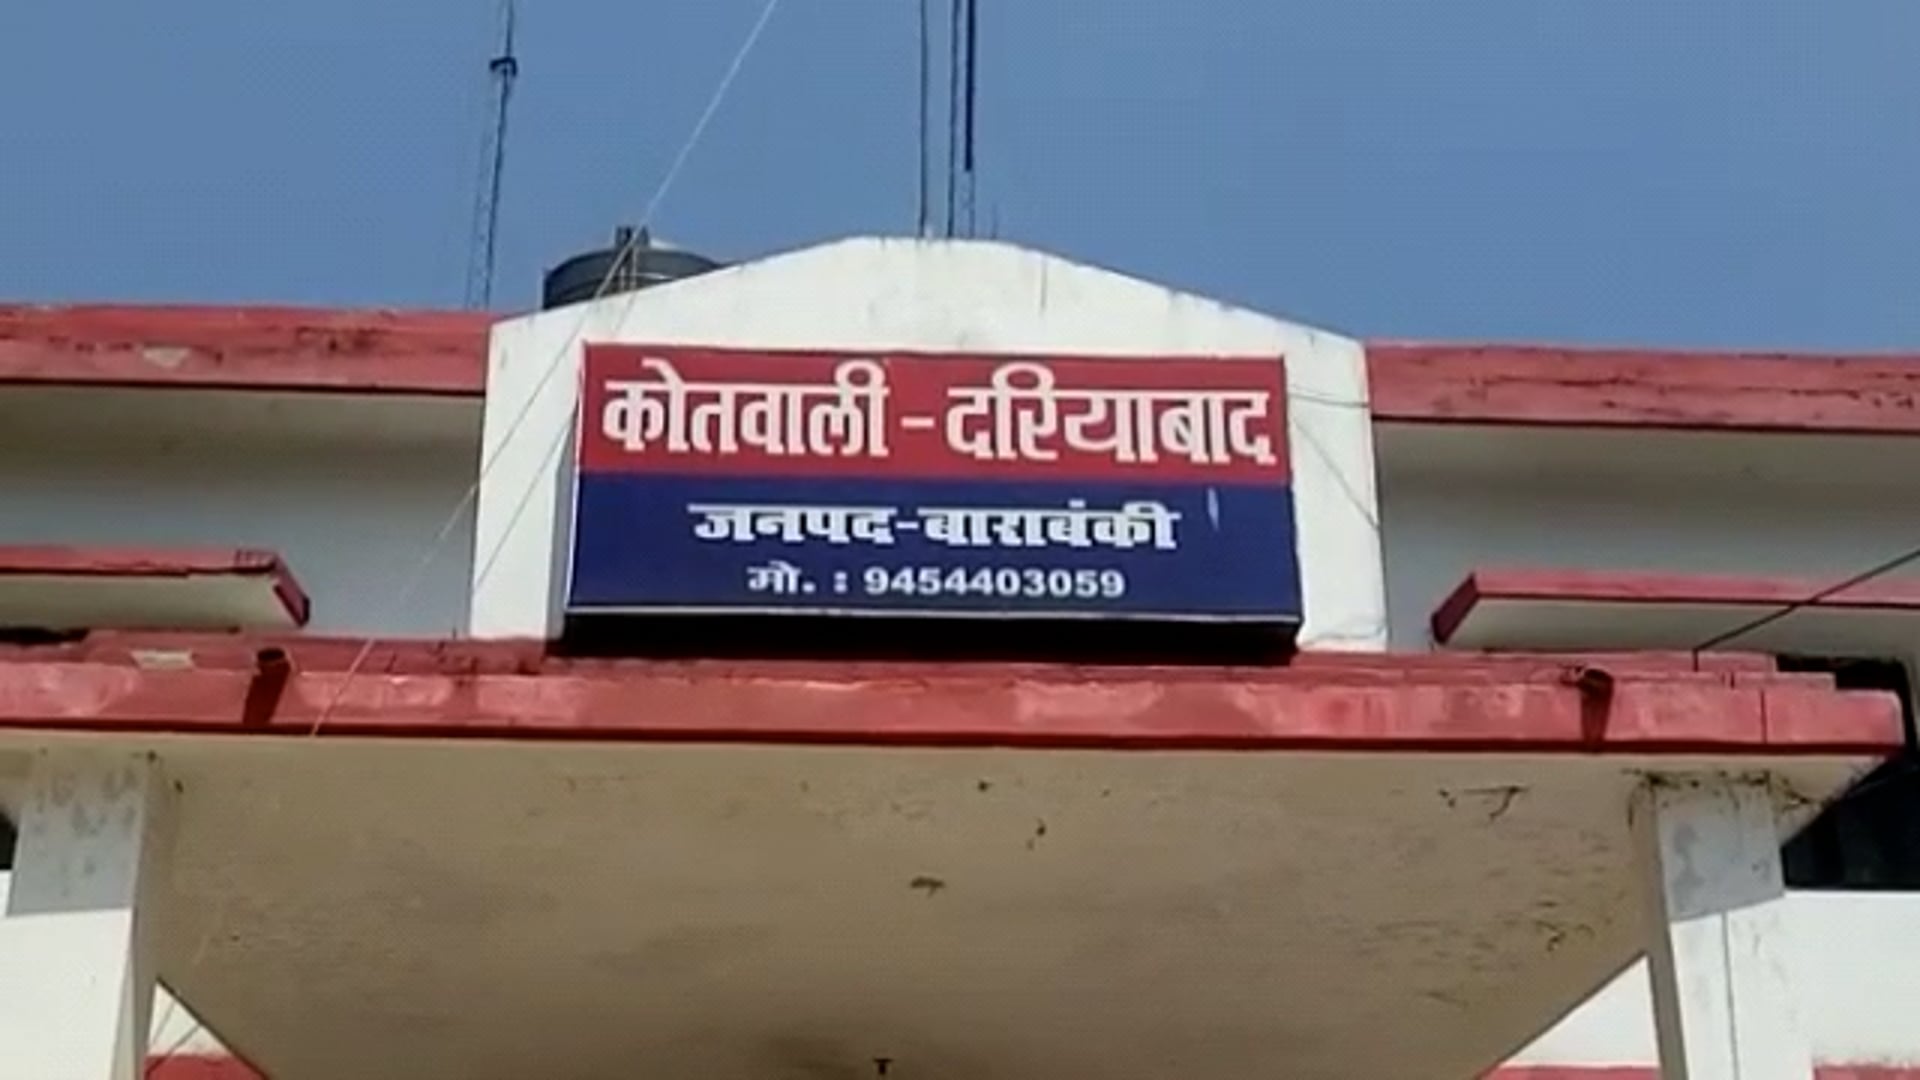 कोतवाली - दरियाबाद
जनपद-बाराबंकी
मो. : 9454403059